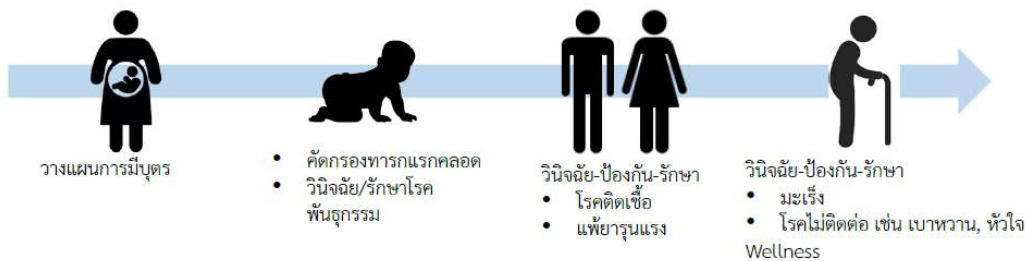 วางแผนการมีบุตร
• คัดกรองทารกแรกคลอด
• วินิจฉัย/รักษาโรค
พันธุกรรม
วินิจฉัย-ป้องกัน-รักษา
• โรคติดเชื้อ
• แพ้ยารุนแรง
วินิจฉัย-ป้องกัน-รักษา
• มะเร็ง
• โรคไม่ติดต่อ เช่น เบาหวาน, หัวใจ
Wellness